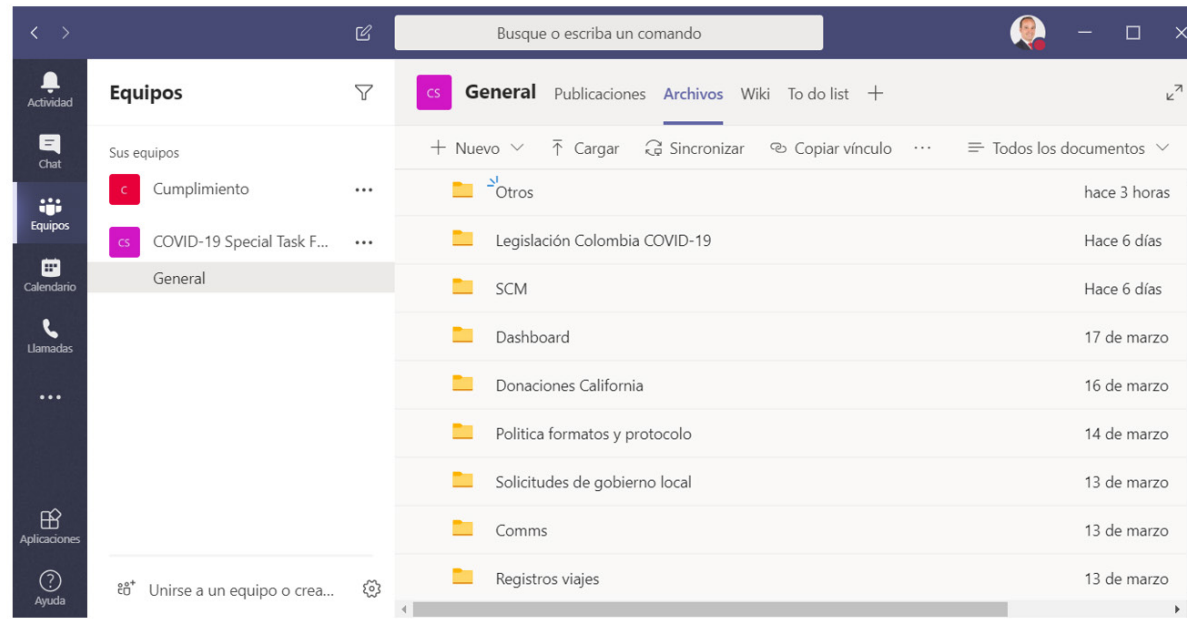 Busque o escriba un comando
Actividad
Chat
Equipos
Calendario
Llamadas
Aplicaciones
Ayuda
Equipos
Sus equipos
C Cumplimiento
CS COVID-19 Special Task F...
General
Unirse a un equipo o crea...
CS General Publicaciones Archivos Wiki To do list
Nuevo Cargar Sincronizar Copiar vínculo ... Todos los documentos
Otros hace 3 horas
Legislación Colombia COVID-19 Hace 6 días
SCM Hace 6 días
Dashboard 17 de marzo
Donaciones California 16 de marzo
Politica formatos y protocolo 14 de marzo
Solicitudes de gobierno local 13 de marzo
Comms 13 de marzo
Registros viajes 13 de marzo